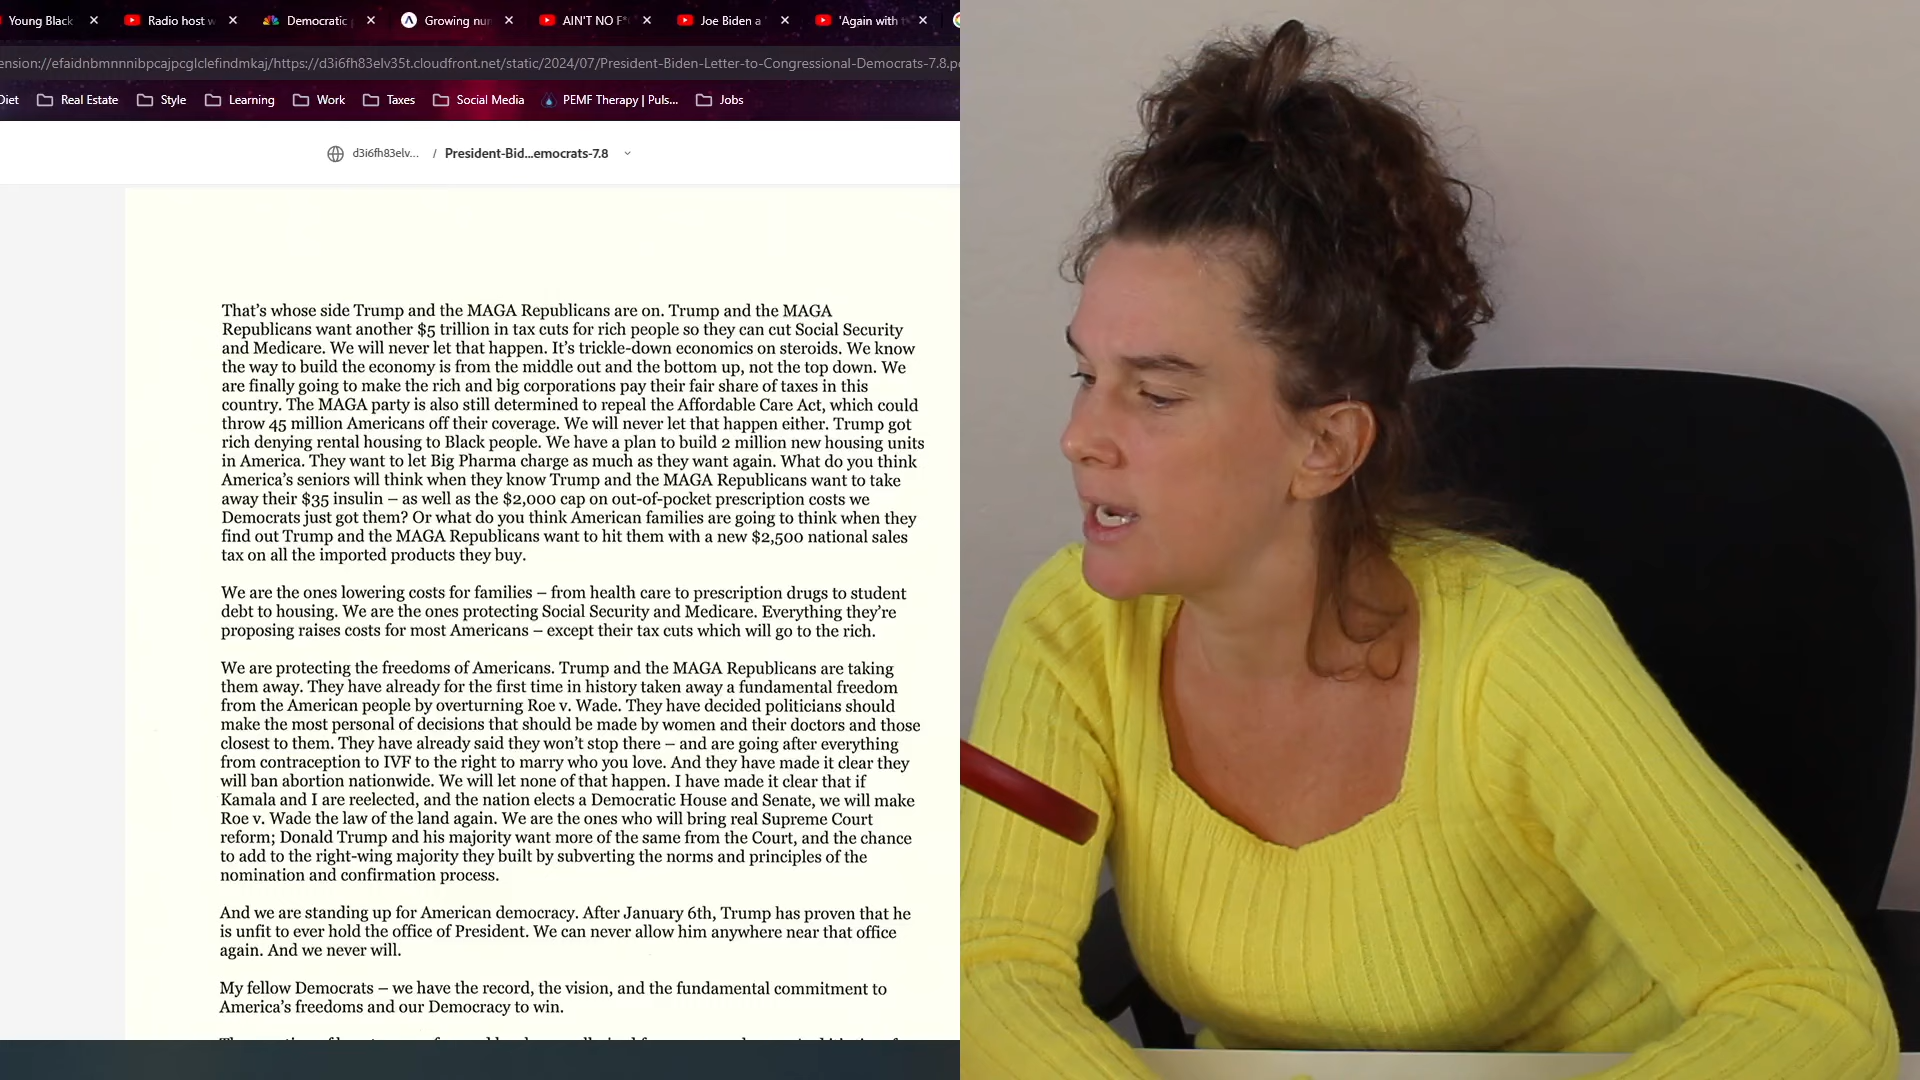 Young Black
Radio host w
Democratic
Growing nu
AIN'T NO F
Joe Biden a
'Again with t
ension://efaidnbmnnnibpcajpcglclefindmkaj/https://d3i6fh83elv35t.cloudfront.net/static/2024/07/President-Biden-Letter-to-Congressional-Democrats-7.8.p
Diet
Real Estate
Style
Learning
Work
Taxes
Social Media
PEMF Therapy | Puls...
Jobs
d3i6fh83elv... / President-Bid...emocrats-7.8
That's whose side Trump and the MAGA Republicans are on. Trump and the MAGA
Republicans want another $5 trillion in tax cuts for rich people so they can cut Social Security
and Medicare. We will never let that happen. It's trickle-down economics on steroids. We know
the way to build the economy is from the middle out and the bottom up, not the top down. We
are finally going to make the rich and big corporations pay their fair share of taxes in this
country. The MAGA party is also still determined to repeal the Affordable Care Act, which could
throw 45 million Americans off their coverage. We will never let that happen either. Trump got
rich denying rental housing to Black people. We have a plan to build 2 million new housing units
in America. They want to let Big Pharma charge as much as they want again. What do you think
America's seniors will think when they know Trump and the MAGA Republicans want to take
away their $35 insulin – as well as the $2,000 cap on out-of-pocket prescription costs we
Democrats just got them? Or what do you think American families are going to think when they
find out Trump and the MAGA Republicans want to hit them with a new $2,500 national sales
tax on all the imported products they buy.
We are the ones lowering costs for families – from health care to prescription drugs to student
debt to housing. We are the ones protecting Social Security and Medicare. Everything they're
proposing raises costs for most Americans – except their tax cuts which will go to the rich.
We are protecting the freedoms of Americans. Trump and the MAGA Republicans are taking
them away. They have already for the first time in history taken away a fundamental freedom
from the American people by overturning Roe v. Wade. They have decided politicians should
make the most personal of decisions that should be made by women and their doctors and those
closest to them. They have already said they won't stop there – and are going after everything
from contraception to IVF to the right to marry who you love. And they have made it clear they
will ban abortion nationwide. We will let none of that happen. I have made it clear that if
Kamala and I are reelected, and the nation elects a Democratic House and Senate, we will make
Roe v. Wade the law of the land again. We are the ones who will bring real Supreme Court
reform; Donald Trump and his majority want more of the same from the Court, and the chance
to add to the right-wing majority they built by subverting the norms and principles of the
nomination and confirmation process.
And we are standing up for American democracy. After January 6th, Trump has proven that he
is unfit to ever hold the office of President. We can never allow him anywhere near that office
again. And we never will.
My fellow Democrats – we have the record, the vision, and the fundamental commitment to
America's freedoms and our Democracy to win.